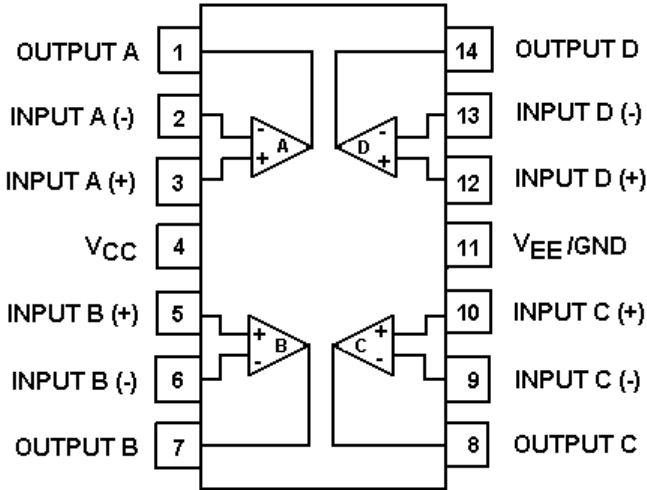 OUTPUT A 1 14 OUTPUT D
INPUT A (-) 2 13 INPUT D (-)
- A + D - +
INPUT A (+) 3 12 INPUT D (+)
VCC 4 11 VEE /GND
INPUT B (+) 5 10 INPUT C (+)
+ B - C + -
INPUT B (-) 6 9 INPUT C (-)
OUTPUT B 7 8 OUTPUT C